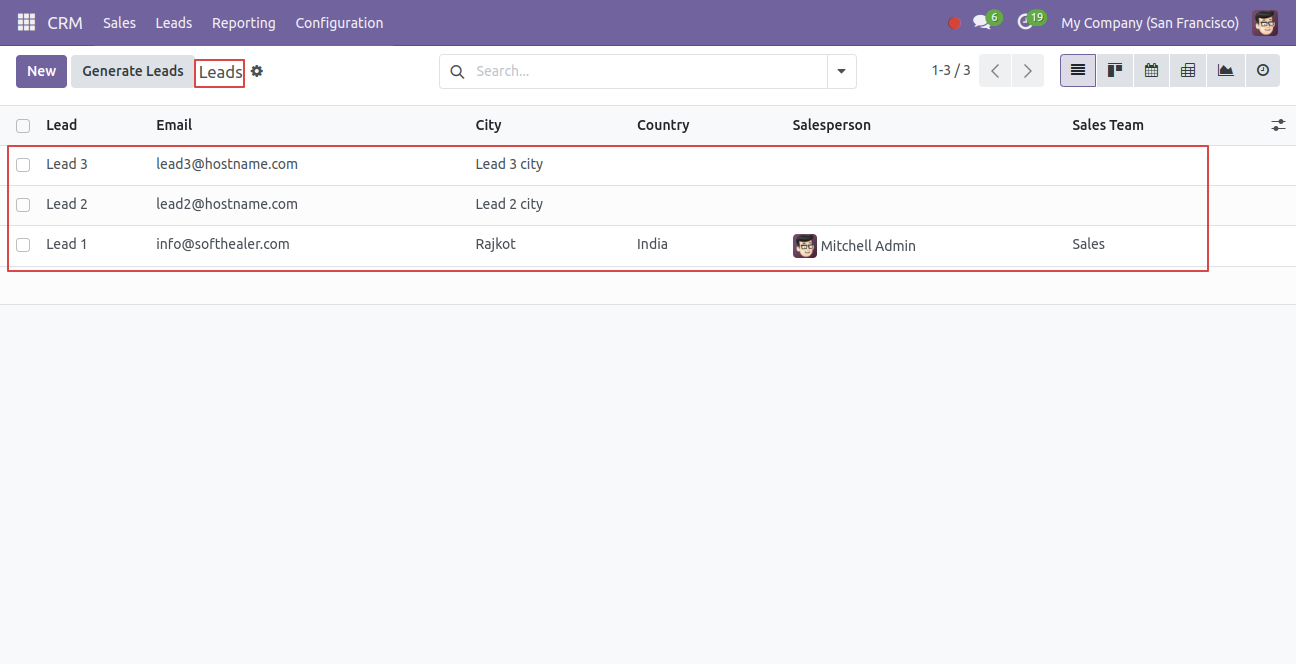 CRM Sales Leads Reporting Configuration 6 19 My Company (San Francisco)
New Generate Leads Leads Search... 1-3 / 3
Lead Email City Country Salesperson Sales Team
Lead 3 lead3@hostname.com Lead 3 city
Lead 2 lead2@hostname.com Lead 2 city
Lead 1 info@softhealer.com Rajkot India Mitchell Admin Sales